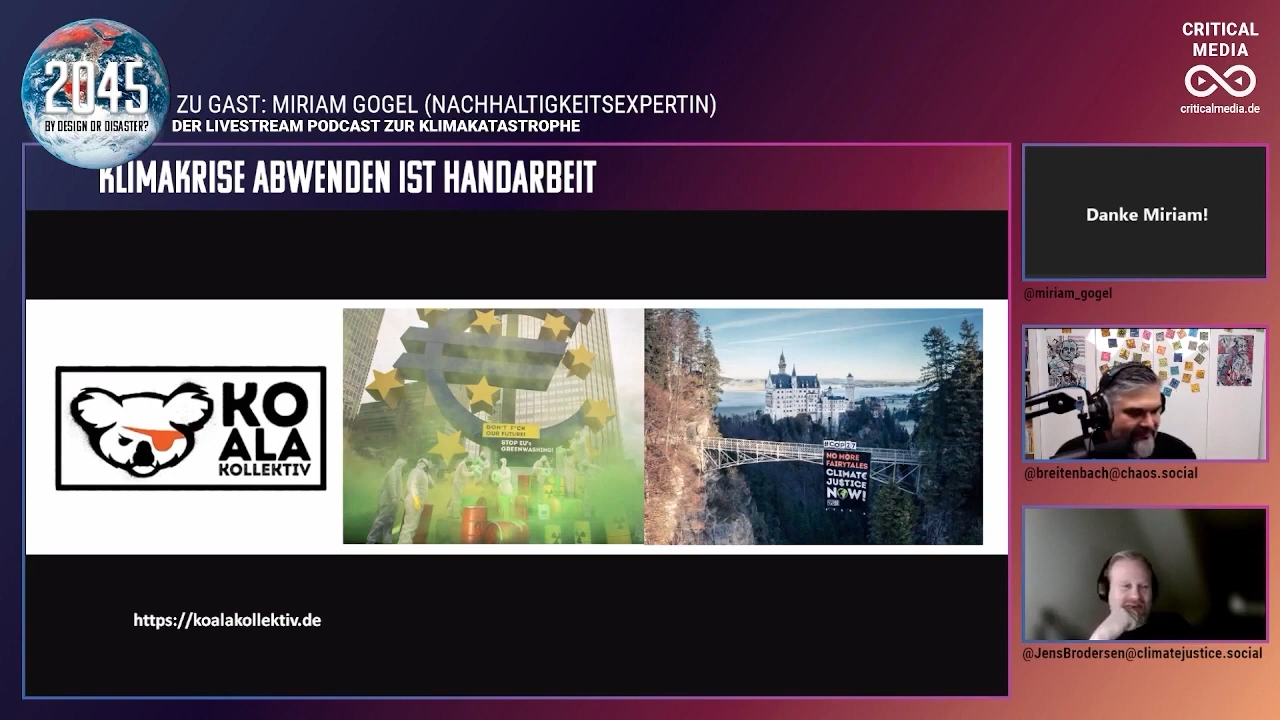 2045
BY DESIGN OR DISASTER?
ZU GAST: MIRIAM GOGEL (NACHHALTIGKEITSEXPERTIN)
DER LIVESTREAM PODCAST ZUR KLIMAKATASTROPHE
CRITICAL
MEDIA
criticalmedia.de
KLIMAKRISE ABWENDEN IST HANDARBEIT
KO
ALA
KOLLEKTIV
DON'T F*CK
OUR FUTURE!
STOP EU's
GREENWASHING!
#COP27
NO MORE
FAIRYTALES
CLIMATE
JUSTICE
NOW!
https://koalakollektiv.de
Danke Miriam!
@miriam_gogel
@breitenbach@chaos.social
@JensBrodersen@climatejustice.social